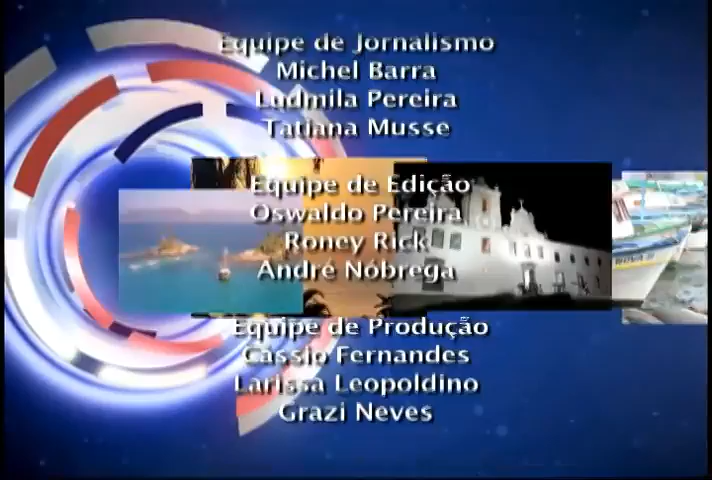 Equipe de Jornalismo
Michel Barra
Ludmila Pereira
Tatiana Musse
Equipe de Edição
Oswaldo Pereira
Roney Rick
André Nóbrega
Equipe de Produção
Cássio Fernandes
Larissa Leopoldino
Grazi Neves